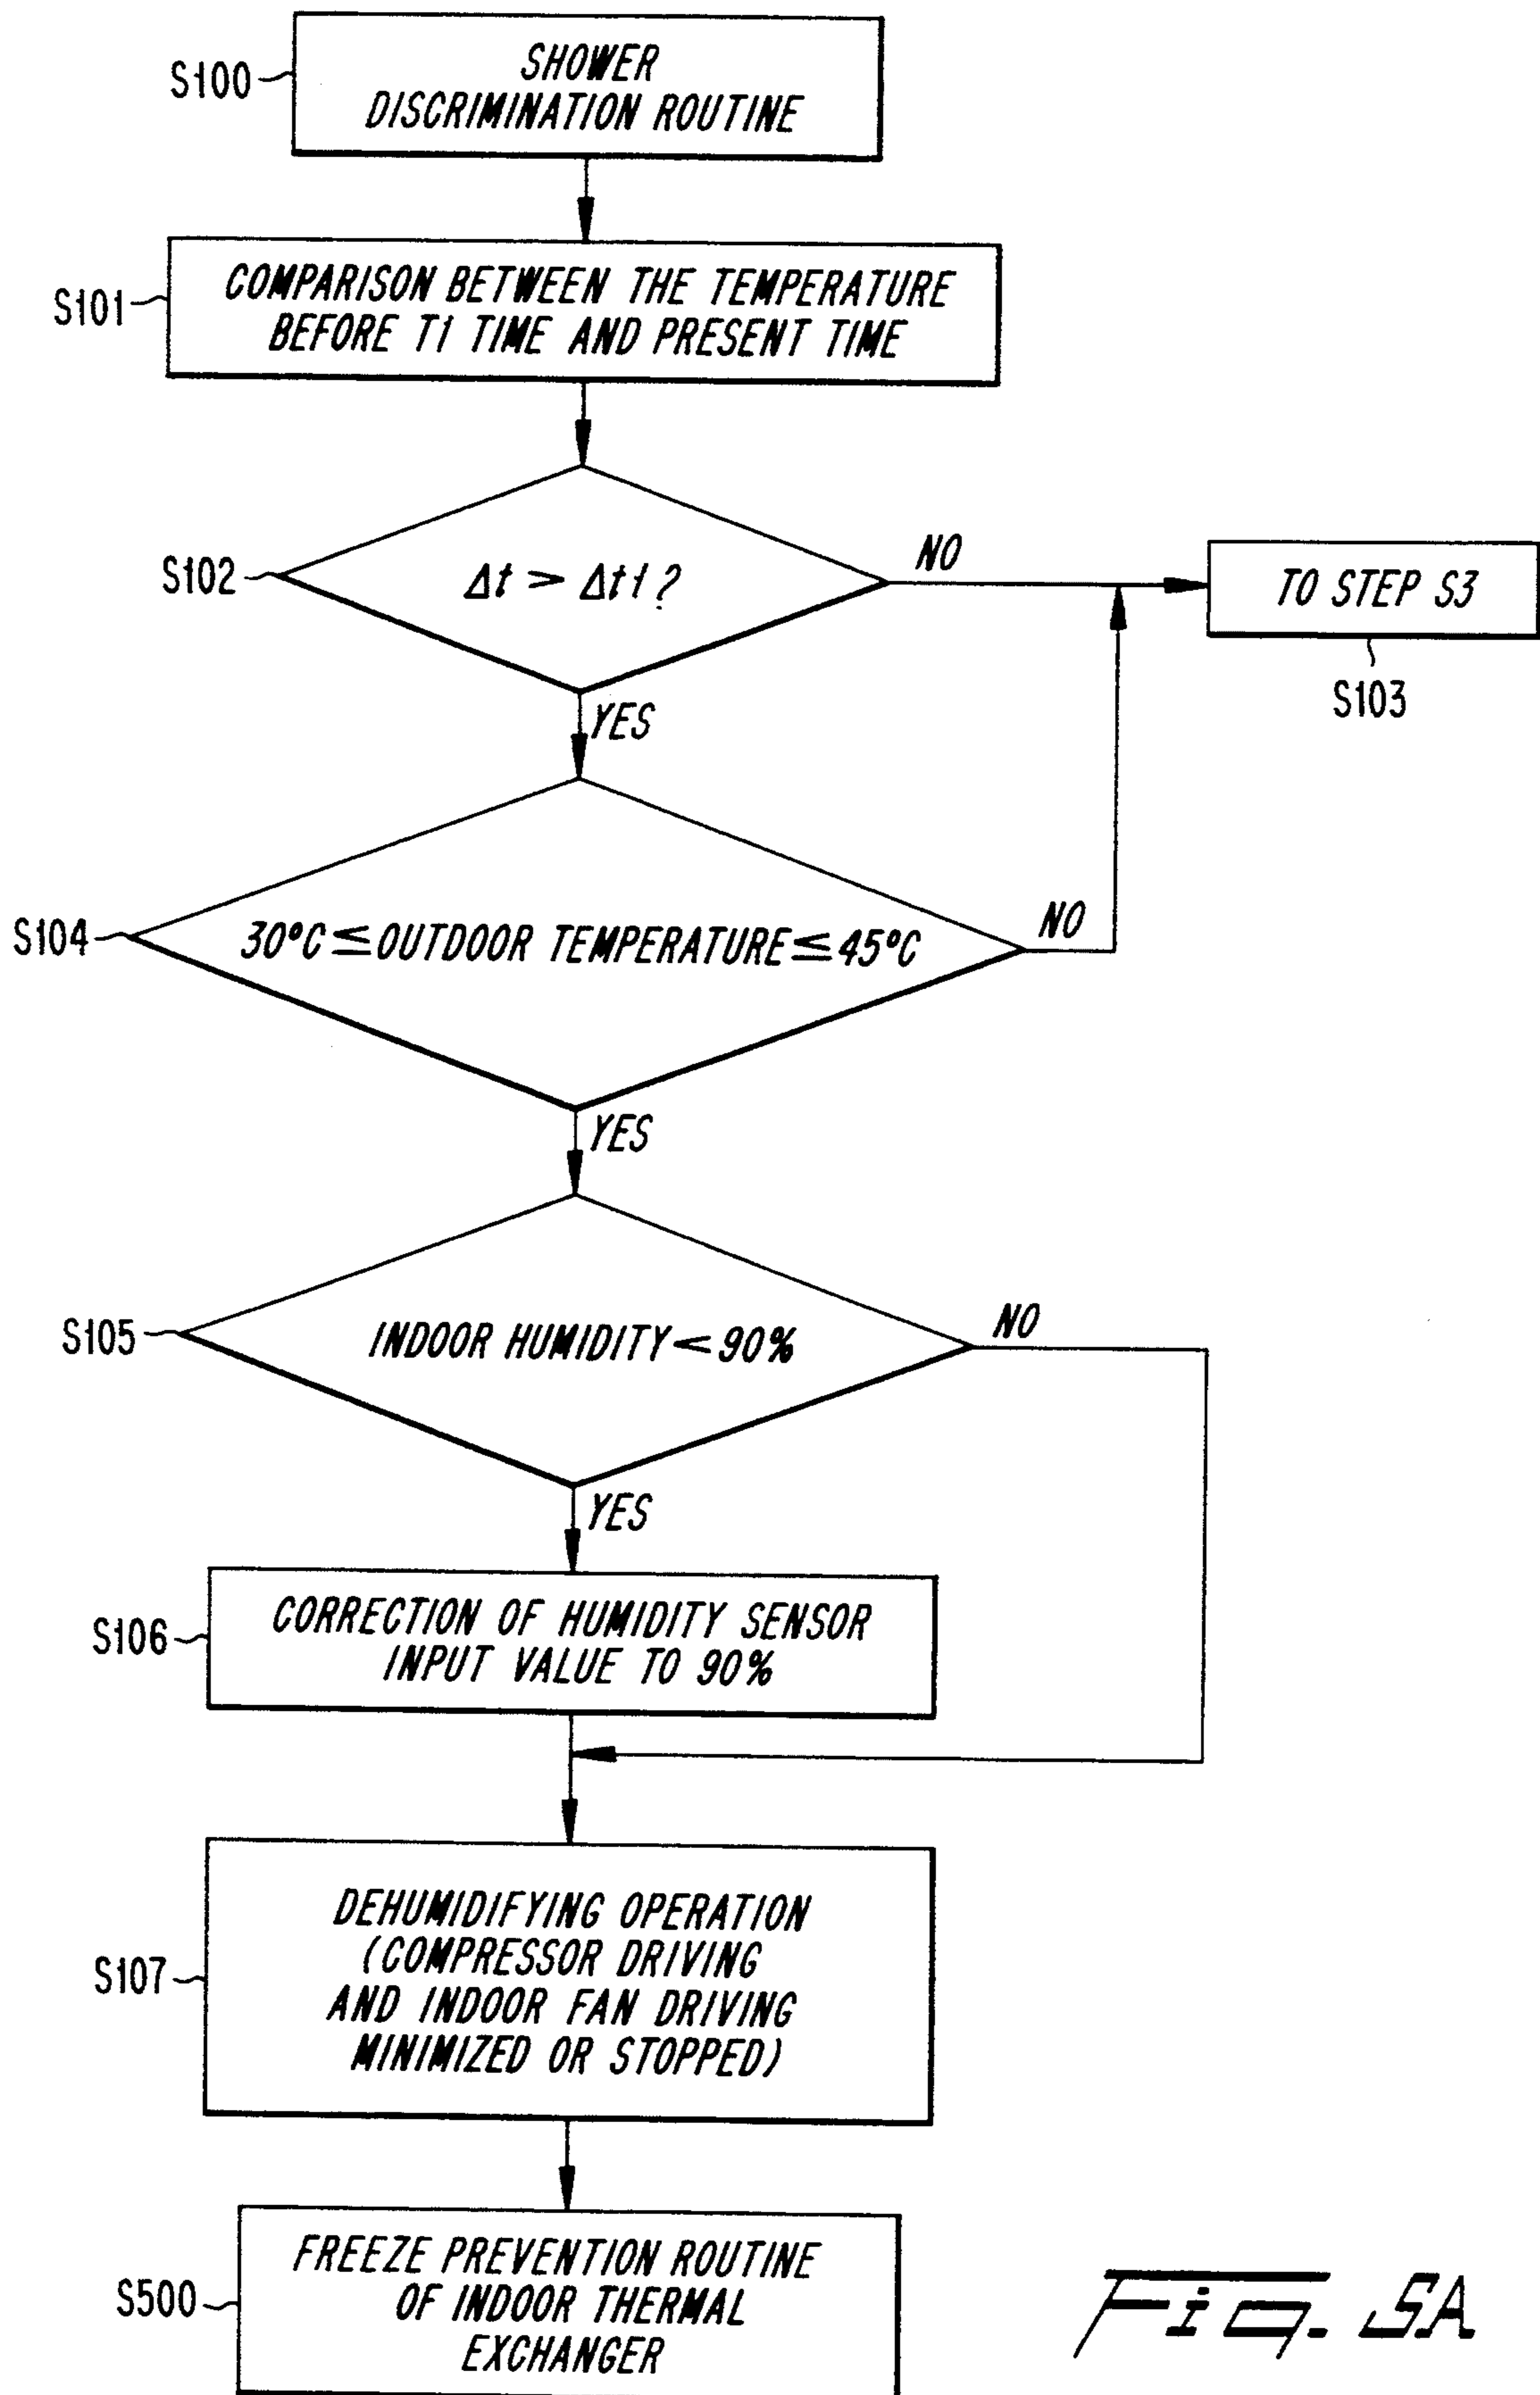 S100
SHOWER
DISCRIMINATION ROUTINE
S101
COMPARISON BETWEEN THE TEMPERATURE
BEFORE T1 TIME AND PRESENT TIME
S102
Δt > Δt1?
NO
TO STEP S3
S103
YES
S104
30°C ≤ OUTDOOR TEMPERATURE ≤ 45°C
NO
YES
S105
INDOOR HUMIDITY < 90%
NO
YES
S106
CORRECTION OF HUMIDITY SENSOR
INPUT VALUE TO 90%
S107
DEHUMIDIFYING OPERATION
(COMPRESSOR DRIVING
AND INDOOR FAN DRIVING
MINIMIZED OR STOPPED)
S500
FREEZE PREVENTION ROUTINE
OF INDOOR THERMAL
EXCHANGER
Fig. 5A